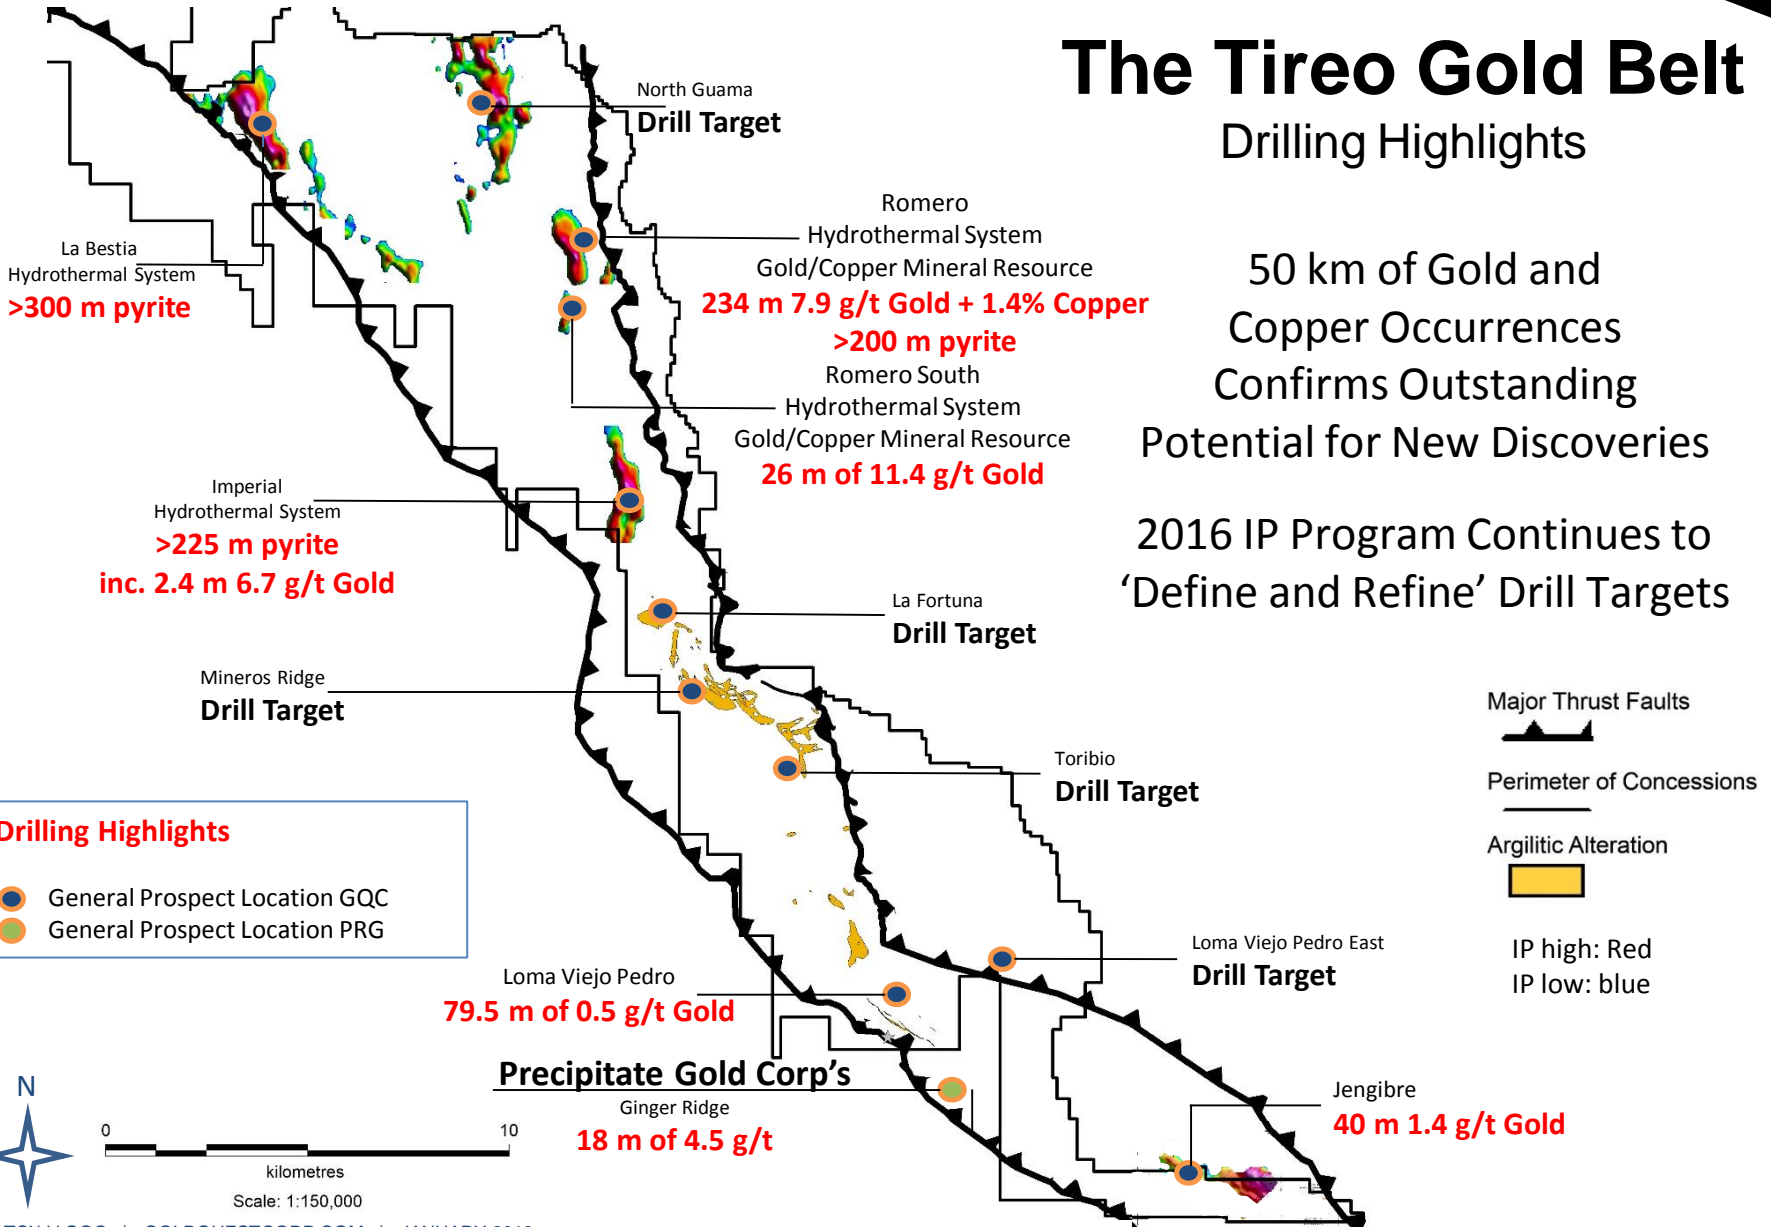 The Tireo Gold Belt
Drilling Highlights
50 km of Gold and
Copper Occurrences
Confirms Outstanding
Potential for New Discoveries
2016 IP Program Continues to
‘Define and Refine’ Drill Targets
North Guama
Drill Target
La Bestia
Hydrothermal System
>300 m pyrite
Romero
Hydrothermal System
Gold/Copper Mineral Resource
234 m 7.9 g/t Gold + 1.4% Copper
>200 m pyrite
Romero South
Hydrothermal System
Gold/Copper Mineral Resource
26 m of 11.4 g/t Gold
Imperial
Hydrothermal System
>225 m pyrite
inc. 2.4 m 6.7 g/t Gold
La Fortuna
Drill Target
Mineros Ridge
Drill Target
Toribio
Drill Target
Major Thrust Faults
Perimeter of Concessions
Argilitic Alteration
IP high: Red
IP low: blue
Drilling Highlights
General Prospect Location GQC
General Prospect Location PRG
Loma Viejo Pedro East
Drill Target
Loma Viejo Pedro
79.5 m of 0.5 g/t Gold
Precipitate Gold Corp’s
Ginger Ridge
18 m of 4.5 g/t
Jengibre
40 m 1.4 g/t Gold
N
0 10
kilometres
Scale: 1:150,000